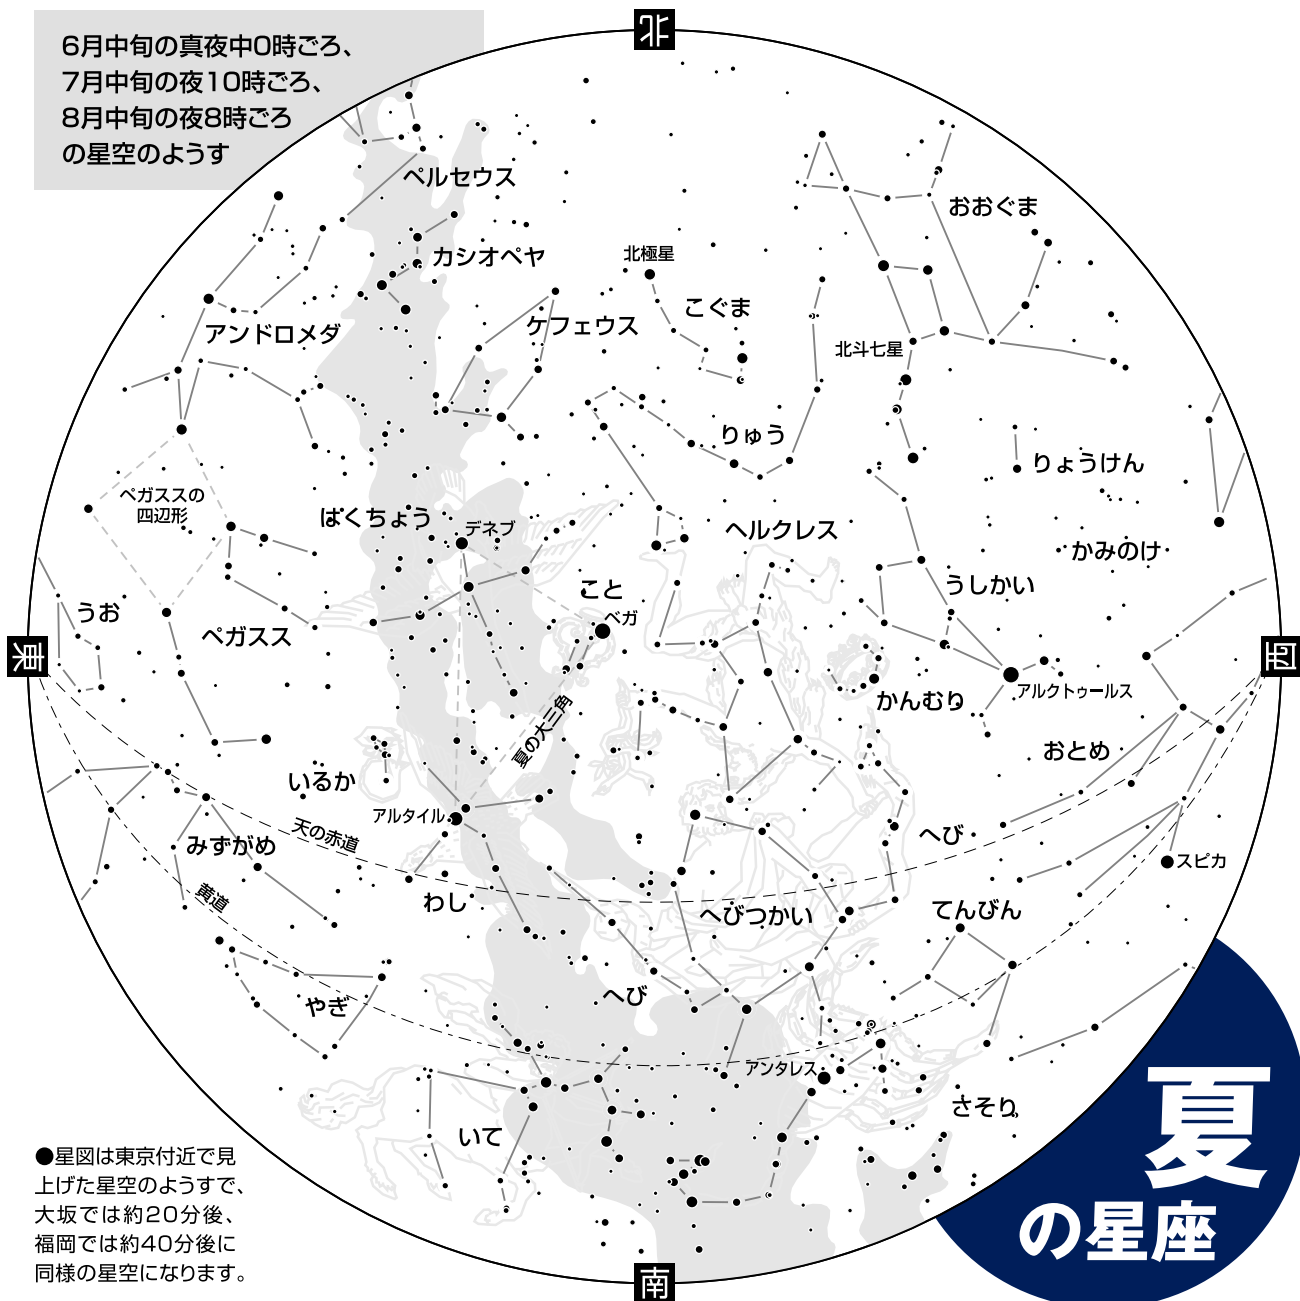 北
6月中旬の真夜中0時ごろ、
7月中旬の夜10時ごろ、
8月中旬の夜8時ごろ
の星空のようす
ペルセウス
おおぐま
カシオペヤ
北極星
こぐま
アンドロメダ
ケフェウス
北斗七星
りゅう
りょうけん
ペガススの
四辺形
はくちょう
デネブ
ヘルクレス
かみのけ
うしかい
こと
ベガ
うお
ペガスス
東
西
アルクトゥールス
かんむり
夏の大三角
おとめ
いるか
アルタイル
天の赤道
みずがめ
へび
スピカ
黄道
わし
へびつかい
てんびん
へび
やぎ
アンタレス
さそり
いて
夏
の星座
●星図は東京付近で見
上げた星空のようすで、
大坂では約20分後、
福岡では約40分後に
同様の星空になります。
南